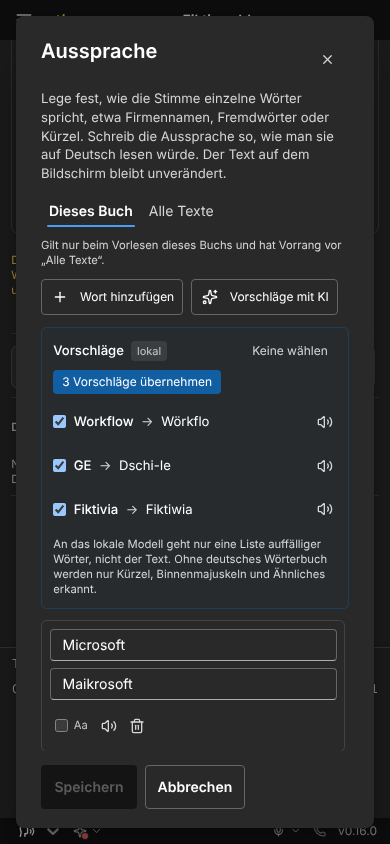 Aussprache
Lege fest, wie die Stimme einzelne Wörter
spricht, etwa Firmennamen, Fremdwörter oder
Kürzel. Schreib die Aussprache so, wie man sie
auf Deutsch lesen würde. Der Text auf dem
Bildschirm bleibt unverändert.
Dieses Buch Alle Texte
Gilt nur beim Vorlesen dieses Buchs und hat Vorrang vor
„Alle Texte“.
Wort hinzufügen Vorschläge mit KI
Vorschläge lokal Keine wählen
3 Vorschläge übernehmen
Workflow → Wörkflo
GE → Dschi-Ie
Fiktivia → Fiktiwia
An das lokale Modell geht nur eine Liste auffälliger
Wörter, nicht der Text. Ohne deutsches Wörterbuch
werden nur Kürzel, Binnenmajuskeln und Ähnliches
erkannt.
Microsoft
Maikrosoft
Aa
Speichern Abbrechen
v0.16.0